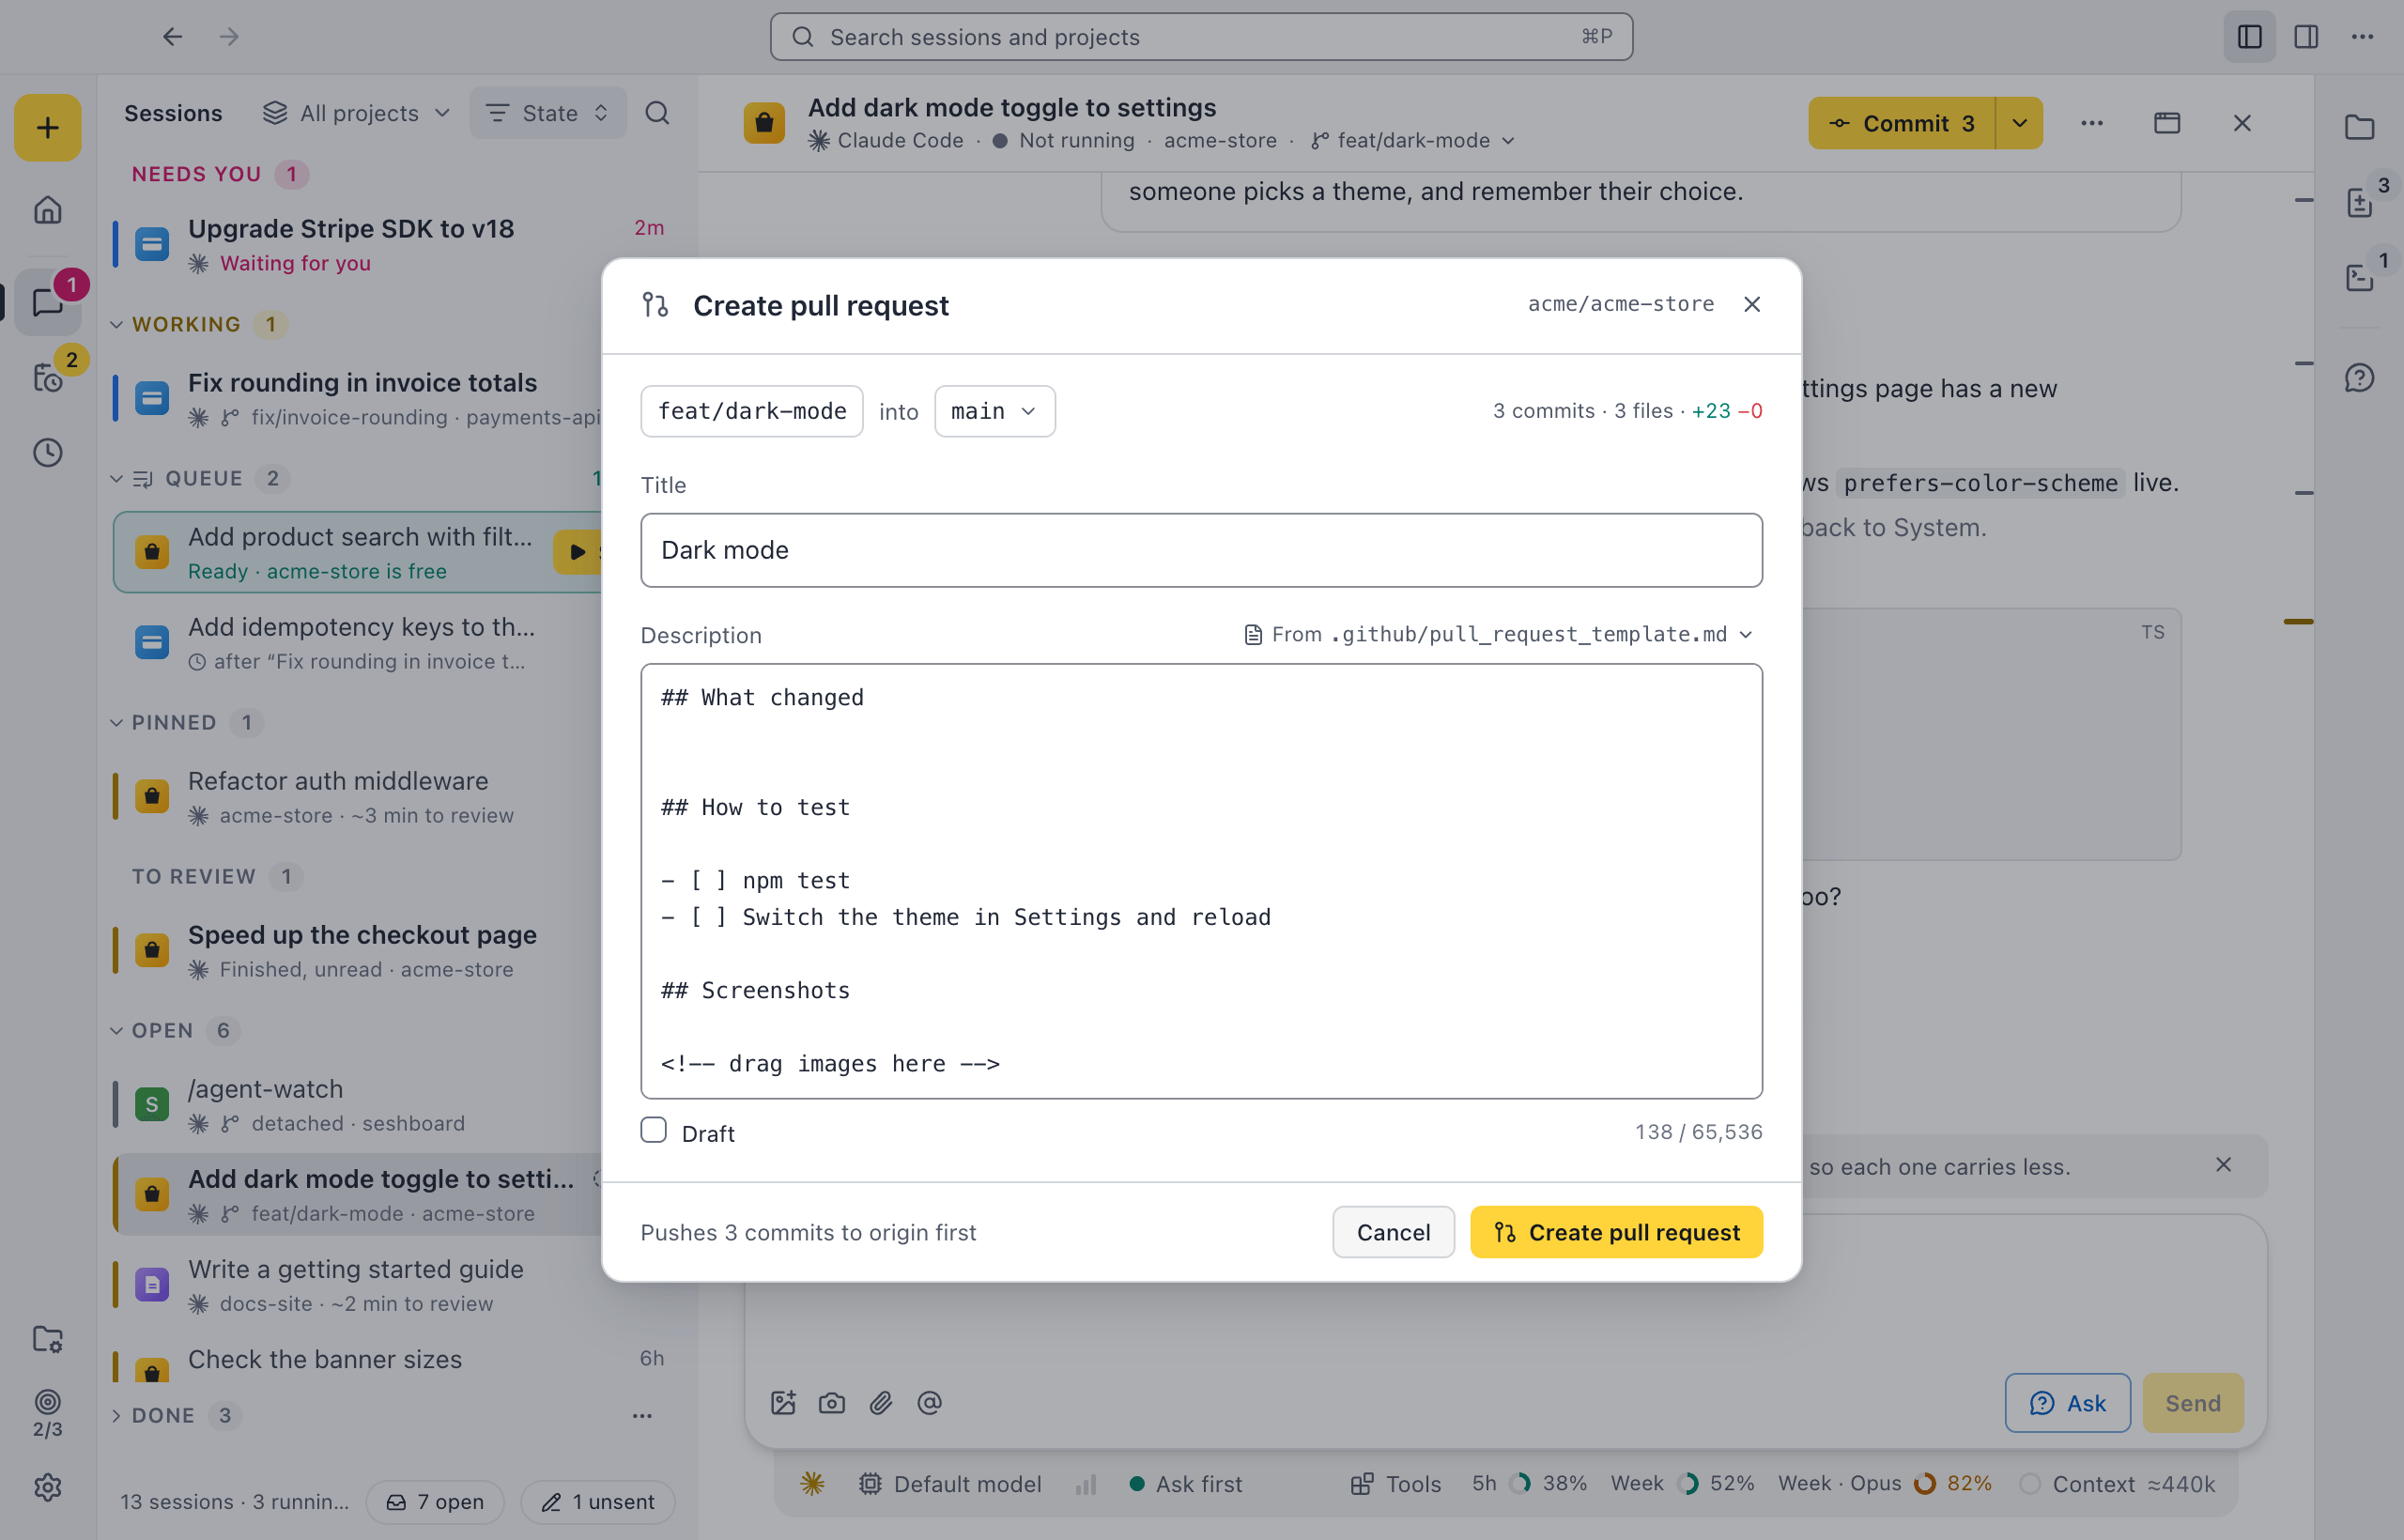 Search sessions and projects ⌘P
Sessions All projects State
NEEDS YOU 1
Upgrade Stripe SDK to v18 2m
Waiting for you
WORKING 1
Fix rounding in invoice totals
fix/invoice-rounding · payments-api
QUEUE 2 1
Add product search with filt...
Ready · acme-store is free
Add idempotency keys to th...
after “Fix rounding in invoice t...
PINNED 1
Refactor auth middleware
acme-store · ~3 min to review
TO REVIEW 1
Speed up the checkout page
Finished, unread · acme-store
OPEN 6
/agent-watch
S
detached · seshboard
Add dark mode toggle to setti...
feat/dark-mode · acme-store
Write a getting started guide
docs-site · ~2 min to review
Check the banner sizes 6h
DONE 3
13 sessions · 3 runnin... 7 open 1 unsent
1
2
2/3
Add dark mode toggle to settings
Claude Code · Not running · acme-store · feat/dark-mode
Commit 3
someone picks a theme, and remember their choice.
ttings page has a new
prefers-color-scheme live.
back to System.
TS
oo?
so each one carries less.
Create pull request acme/acme-store
feat/dark-mode into main 3 commits · 3 files · +23 −0
Title
Dark mode
Description From .github/pull_request_template.md
## What changed
## How to test
- [ ] npm test
- [ ] Switch the theme in Settings and reload
## Screenshots
<!-- drag images here -->
Draft 138 / 65,536
Pushes 3 commits to origin first Cancel Create pull request
Ask Send
Default model Ask first Tools 5h 38% Week 52% Week · Opus 82% Context ≈440k
3
1